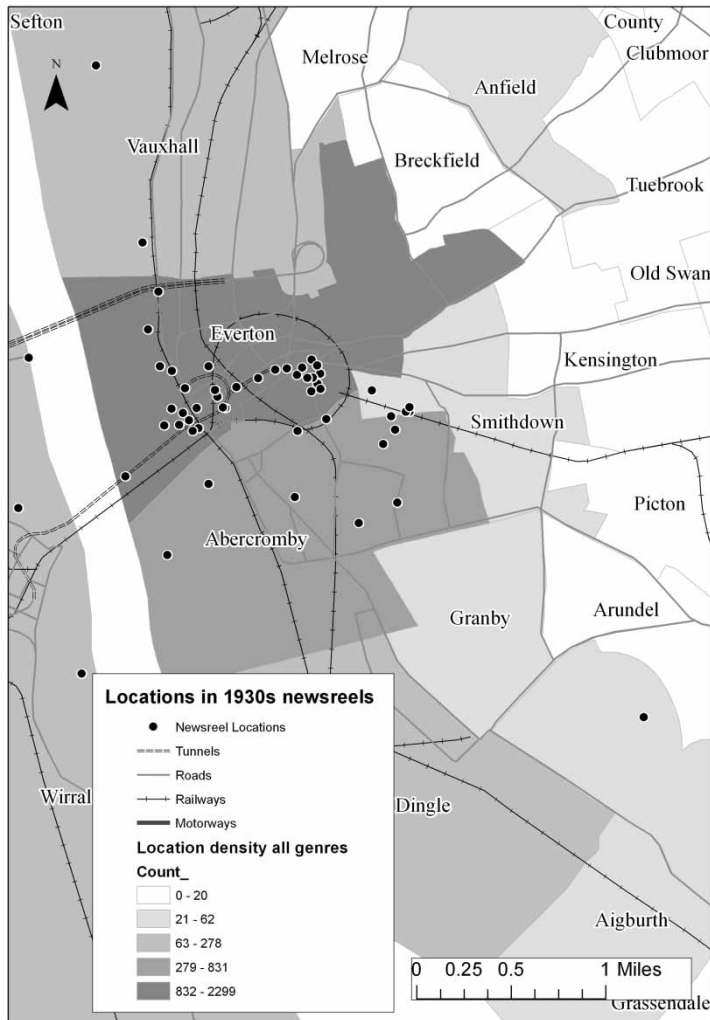 Sefton
County
Clubmoor
Melrose
Anfield
N
Vauxhall
Breckfield
Tuebrook
Old Swan
Everton
Kensington
Smithdown
Picton
Abercromby
Granby
Arundel
Locations in 1930s newsreels
Newsreel Locations
Tunnels
Roads
Railways
Motorways
Location density all genres
Count_
0 - 20
21 - 62
63 - 278
279 - 831
832 - 2299
Wirral
Dingle
Aigburth
0 0.25 0.5 1 Miles
Grassendale